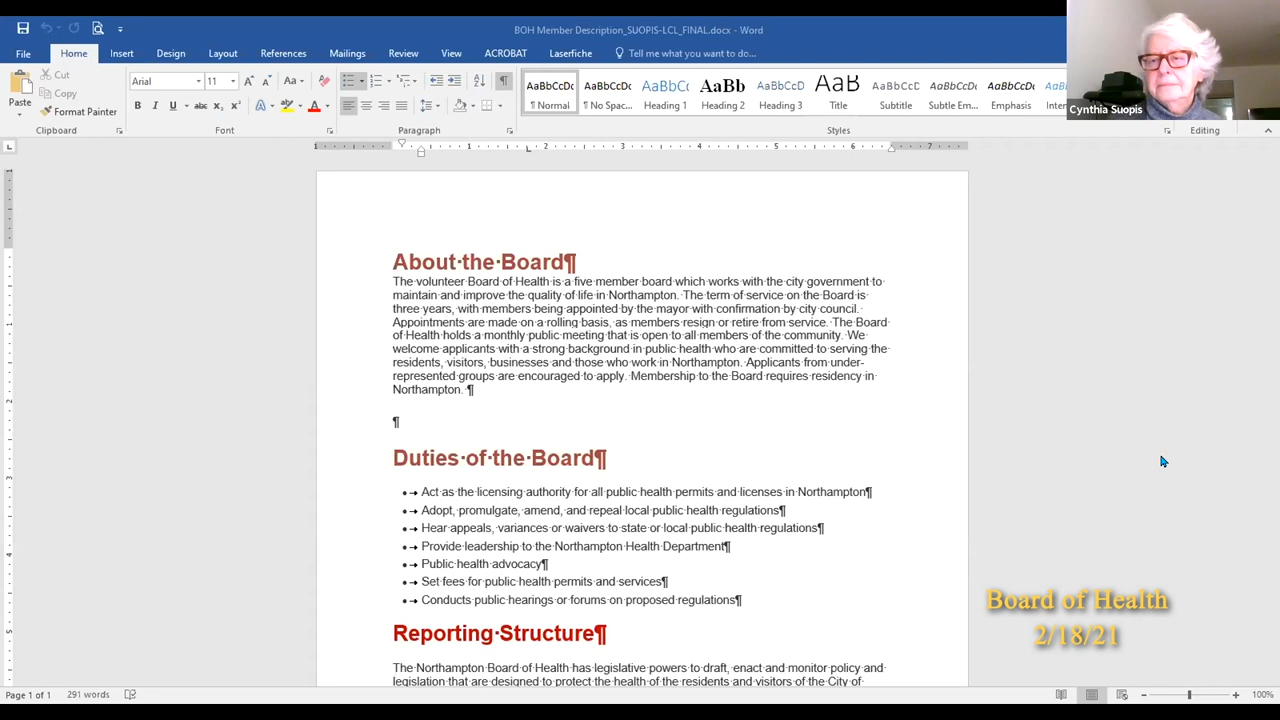 BOH Member Description_SUOPIS-LCL_FINAL.docx - Word
File Home Insert Design Layout References Mailings Review View ACROBAT Laserfiche Tell me what you want to do...
Cut
Copy
Format Painter
Paste
Arial 11
Aa
B I U abc x₂ x² A A
AaBbCcDc AaBbCcDc AaBbCc AaBb AaBbCcD AaB AaBbCcD AaBbCcDc AaBbCcDc
¶ Normal ¶ No Spac... Heading 1 Heading 2 Heading 3 Title Subtitle Subtle Em... Emphasis
Clipboard Font Paragraph Styles Editing
Cynthia Suopis
1 1 2 3 4 5 6 7
About the Board¶
The volunteer Board of Health is a five member board which works with the city government to
maintain and improve the quality of life in Northampton. The term of service on the Board is
three years, with members being appointed by the mayor with confirmation by city council.
Appointments are made on a rolling basis, as members resign or retire from service. The Board
of Health holds a monthly public meeting that is open to all members of the community. We
welcome applicants with a strong background in public health who are committed to serving the
residents, visitors, businesses and those who work in Northampton. Applicants from under-
represented groups are encouraged to apply. Membership to the Board requires residency in
Northampton. ¶
¶
Duties of the Board¶
• Act as the licensing authority for all public health permits and licenses in Northampton¶
• Adopt, promulgate, amend, and repeal local public health regulations¶
• Hear appeals, variances or waivers to state or local public health regulations¶
• Provide leadership to the Northampton Health Department¶
• Public health advocacy¶
• Set fees for public health permits and services¶
• Conducts public hearings or forums on proposed regulations¶
Reporting Structure¶
The Northampton Board of Health has legislative powers to draft, enact and monitor policy and
legislation that are designed to protect the health of the residents and visitors of the City of
Board of Health
2/18/21
Page 1 of 1 291 words 100%